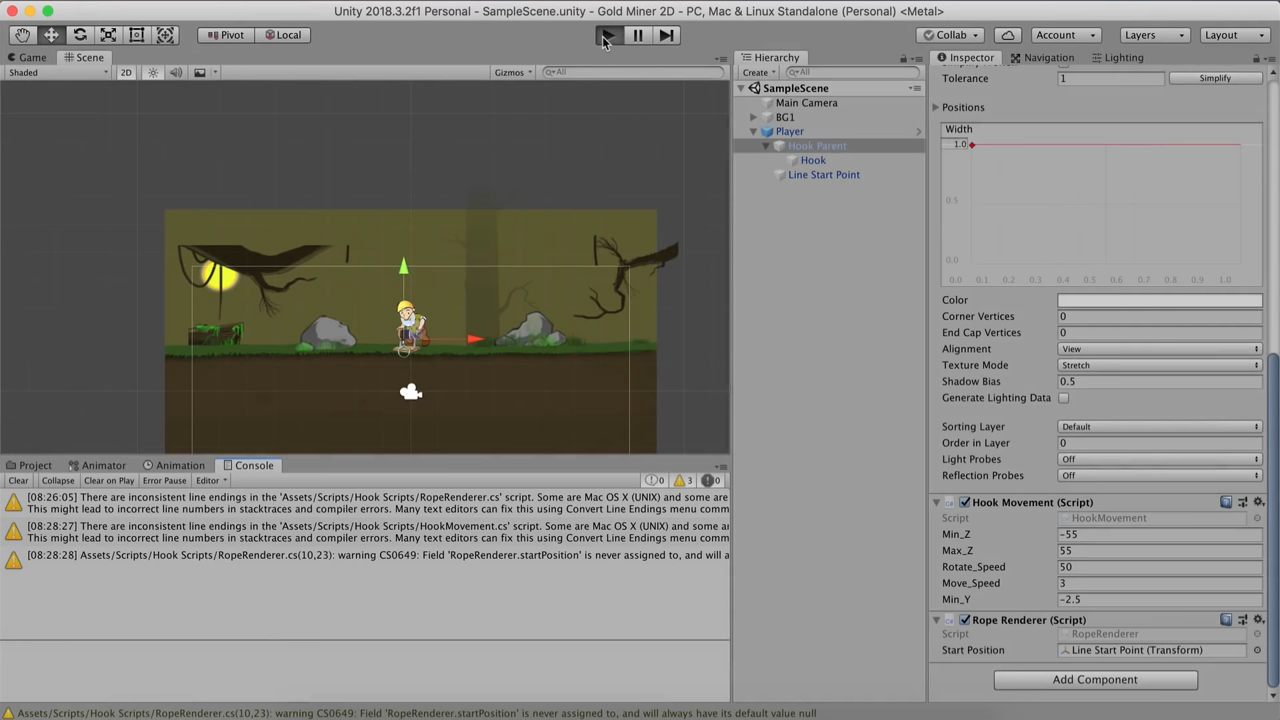 Unity 2018.3.2f1 Personal - SampleScene.unity - Gold Miner 2D - PC, Mac & Linux Standalone (Personal) <Metal>
Pivot Local Collab Account Layers Layout
Game Scene
Shaded 2D Gizmos All
Hierarchy
Create All
SampleScene
Main Camera
BG1
Player
Hook Parent
Hook
Line Start Point
Inspector Navigation Lighting
Tolerance 1 Simplify
Positions
Width
1.0
0.5
0.0
0.0 0.1 0.2 0.3 0.4 0.5 0.6 0.7 0.8 0.9 1.0
Color
Corner Vertices 0
End Cap Vertices 0
Alignment View
Texture Mode Stretch
Shadow Bias 0.5
Generate Lighting Data
Sorting Layer Default
Order in Layer 0
Light Probes Off
Reflection Probes Off
Hook Movement (Script)
Script HookMovement
Min_Z -55
Max_Z 55
Rotate_Speed 50
Move_Speed 3
Min_Y -2.5
Rope Renderer (Script)
Script RopeRenderer
Start Position Line Start Point (Transform)
Add Component
Project Animator Animation Console
Clear Collapse Clear on Play Error Pause Editor 0 3 0
[08:26:05] There are inconsistent line endings in the 'Assets/Scripts/Hook Scripts/RopeRenderer.cs' script. Some are Mac OS X (UNIX) and some are
This might lead to incorrect line numbers in stacktraces and compiler errors. Many text editors can fix this using Convert Line Endings menu comm
[08:28:27] There are inconsistent line endings in the 'Assets/Scripts/Hook Scripts/HookMovement.cs' script. Some are Mac OS X (UNIX) and some are
This might lead to incorrect line numbers in stacktraces and compiler errors. Many text editors can fix this using Convert Line Endings menu comm
[08:28:28] Assets/Scripts/Hook Scripts/RopeRenderer.cs(10,23): warning CS0649: Field 'RopeRenderer.startPosition' is never assigned to, and will a
Assets/Scripts/Hook Scripts/RopeRenderer.cs(10,23): warning CS0649: Field 'RopeRenderer.startPosition' is never assigned to, and will always have its default value null